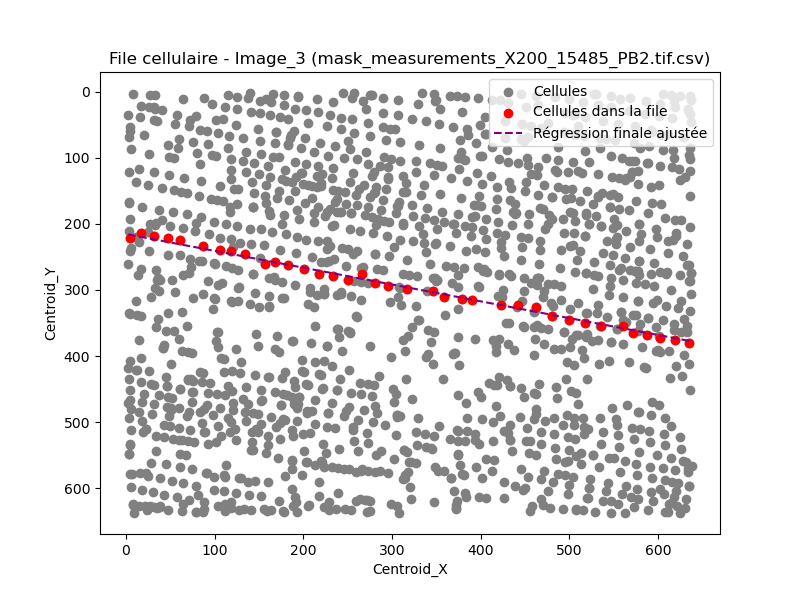 File cellulaire - Image_3 (mask_measurements_X200_15485_PB2.tif.csv)
Cellules
Cellules dans la file
Régression finale ajustée
0
100
200
300
400
500
600
Centroid_Y
0 100 200 300 400 500 600
Centroid_X